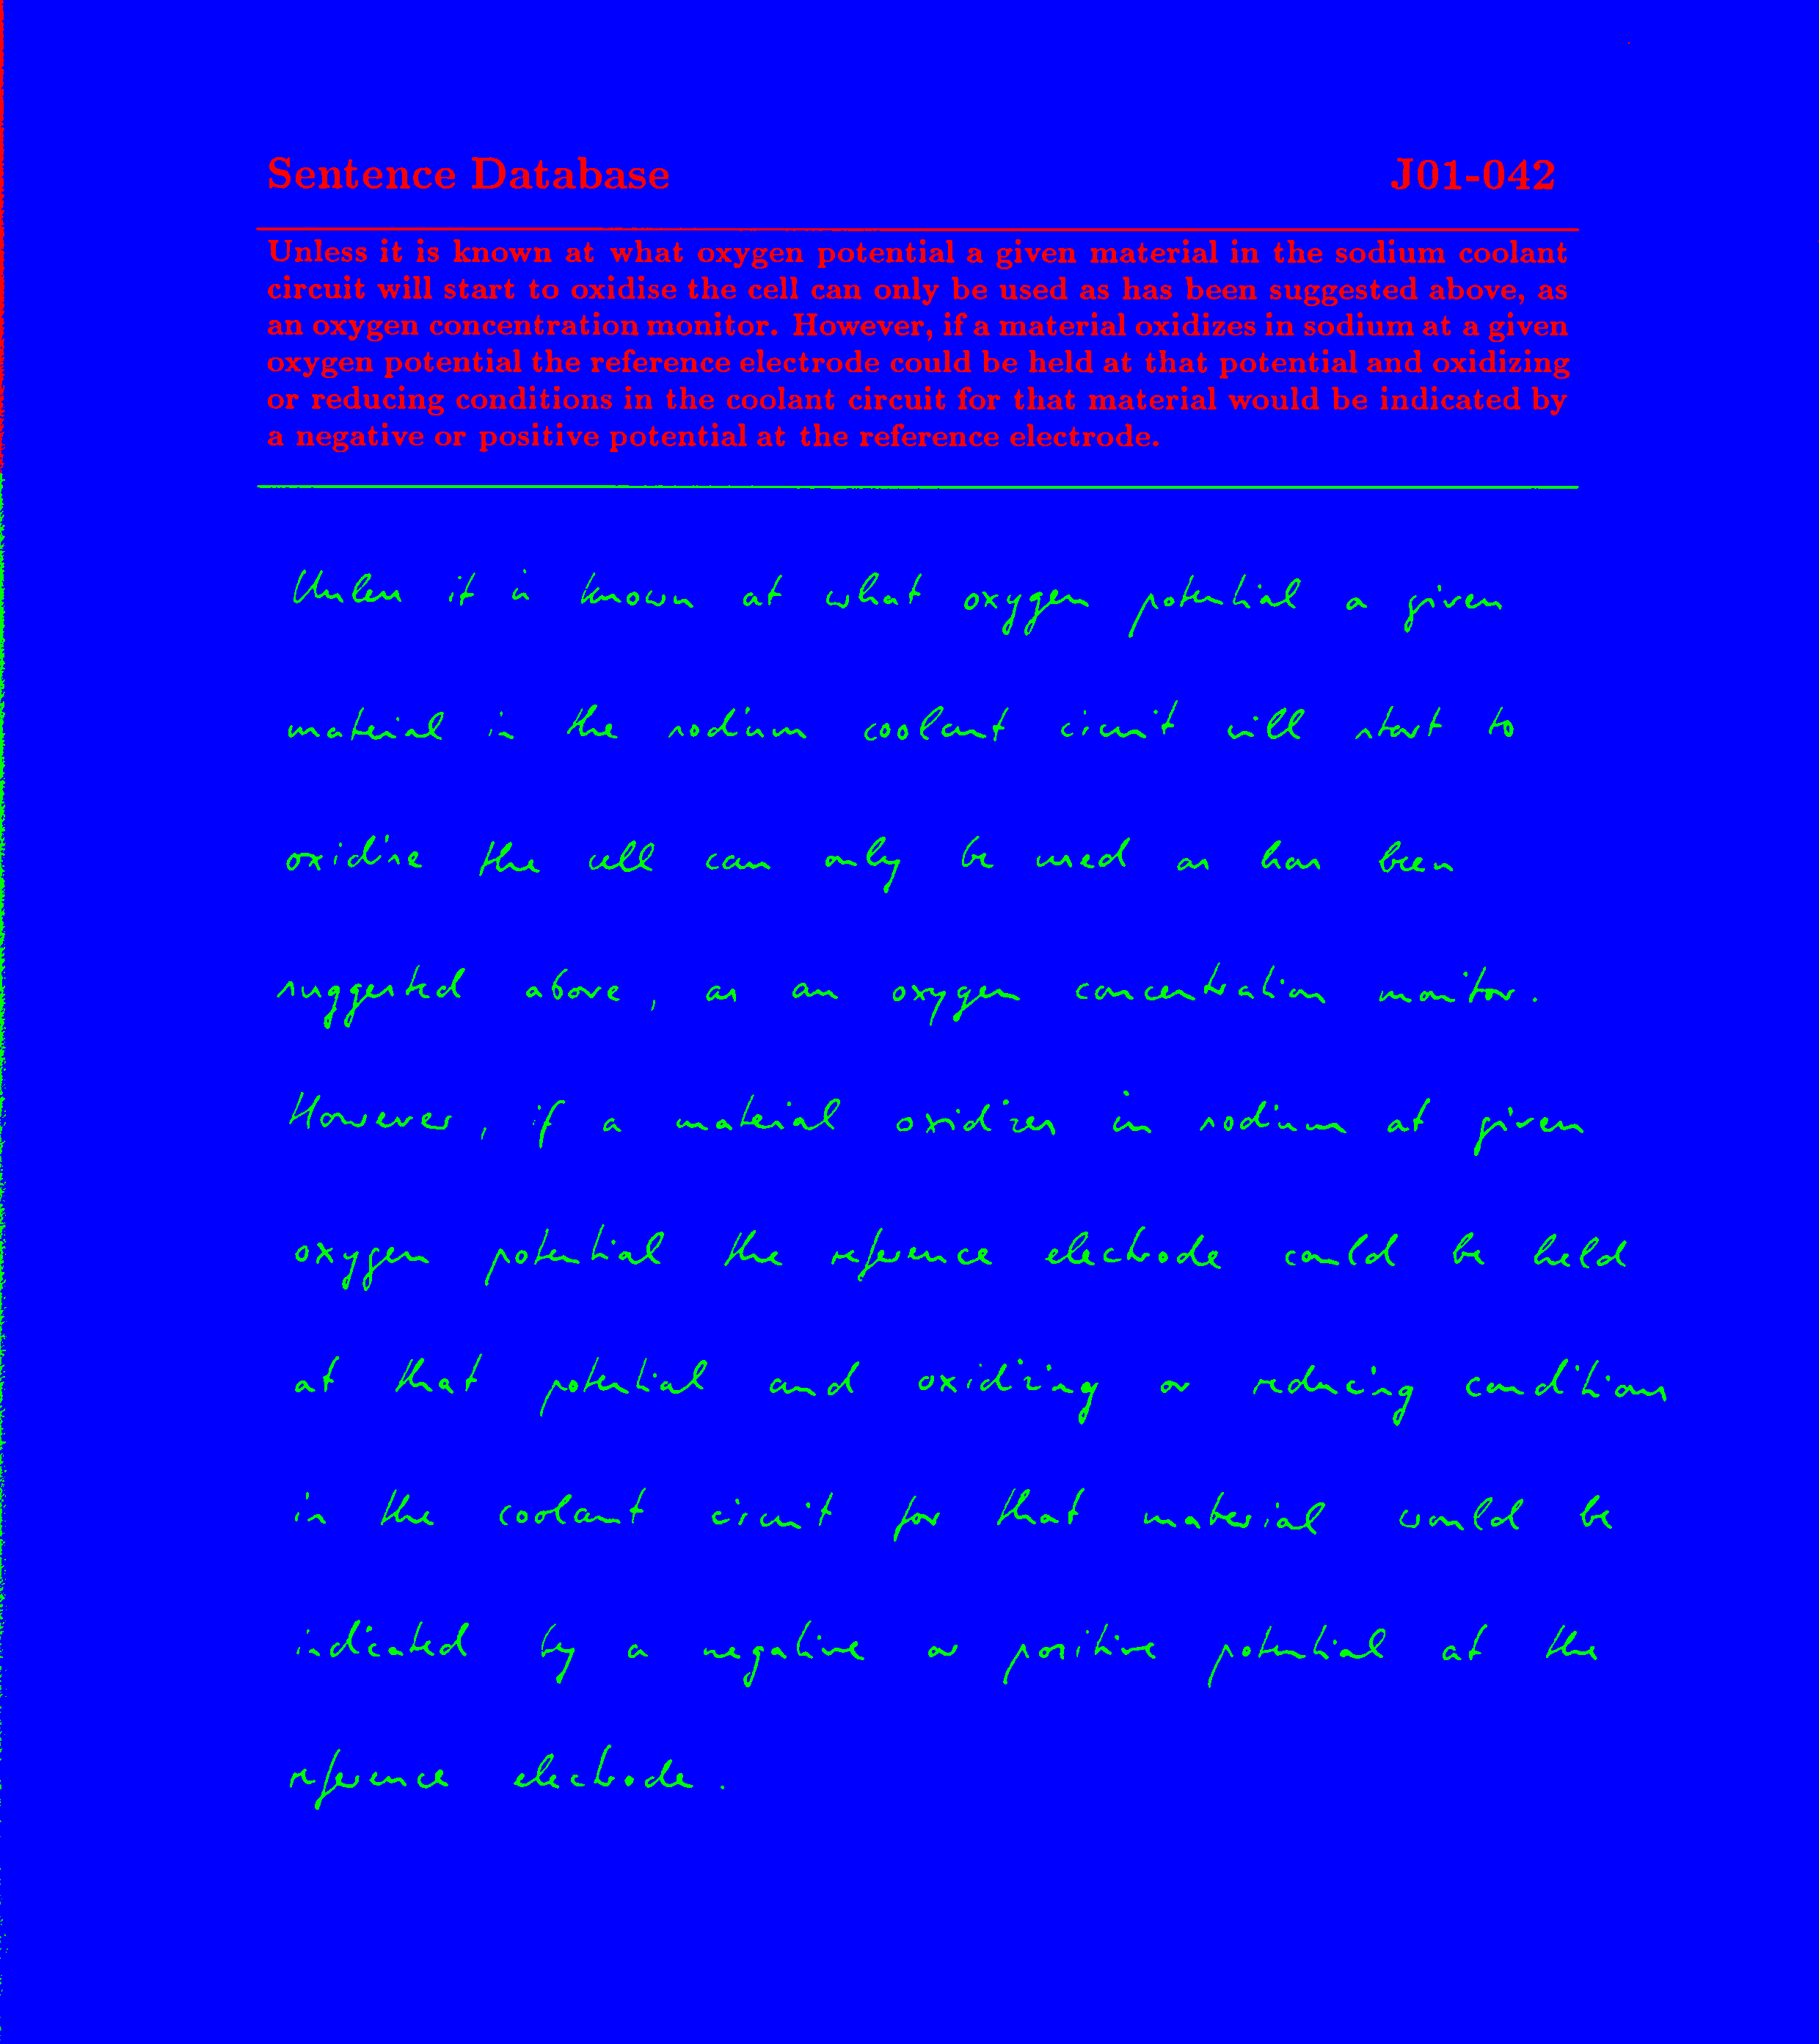 Sentence Database J01-042
Unless it is known at what oxygen potential a given material in the sodium coolant
circuit will start to oxidise the cell can only be used as has been suggested above, as
an oxygen concentration monitor. However, if a material oxidizes in sodium at a given
oxygen potential the reference electrode could be held at that potential and oxidizing
or reducing conditions in the coolant circuit for that material would be indicated by
a negative or positive potential at the reference electrode.
Unless it is known at what oxygen potential a given
material in the sodium coolant circuit will start to
oxidise the cell can only be used as has been
suggested above, as an oxygen concentration monitor.
However, if a material oxidizes in sodium at given
oxygen potential the reference electrode could be held
at that potential and oxidizing or reducing conditions
in the coolant circuit for that material would be
indicated by a negative or positive potential at the
reference electrode.